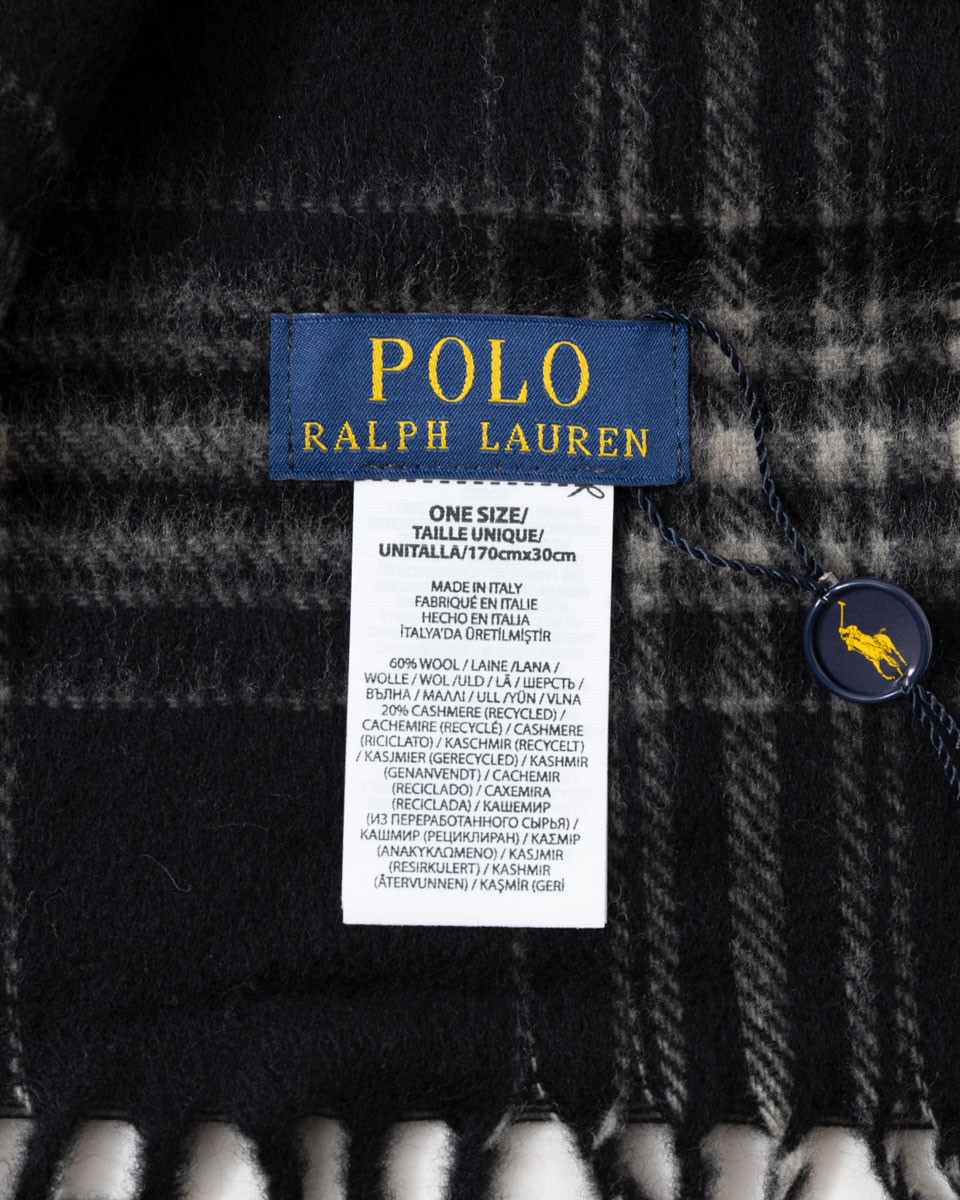 POLO
RALPH LAUREN
ONE SIZE/
TAILLE UNIQUE/
UNITALLA/170cmx30cm
MADE IN ITALY
FABRIQUÉ EN ITALIE
HECHO EN ITALIA
İTALYA'DA ÜRETİLMİŞTİR
60% WOOL / LAINE /LANA /
WOLLE / WOL /ULD / LÃ / ШЕРСТЬ /
ВЪЛНА / ΜΑΛΛΙ / ULL /YÜN / VLNA
20% CASHMERE (RECYCLED) /
CACHEMIRE (RECYCLÉ) / CASHMERE
(RICICLATO) / KASCHMIR (RECYCELT)
/ KASJMIER (GERECYCLED) / KASHMIR
(GENANVENDT) / CACHEMIR
(RECICLADO) / CAXEMIRA
(RECICLADA) / КАШЕМИР
(ИЗ ПЕРЕРАБОТАННОГО СЫРЬЯ) /
КАШМИР (РЕЦИКЛИРАН) / ΚΑΣΜΙΡ
(ΑΝΑΚΥΚΛΩΜΕΝΟ) / KASJMIR
(RESIRKULERT) / KASHMIR
(ÅTERVUNNEN) / KAŞMİR (GERİ